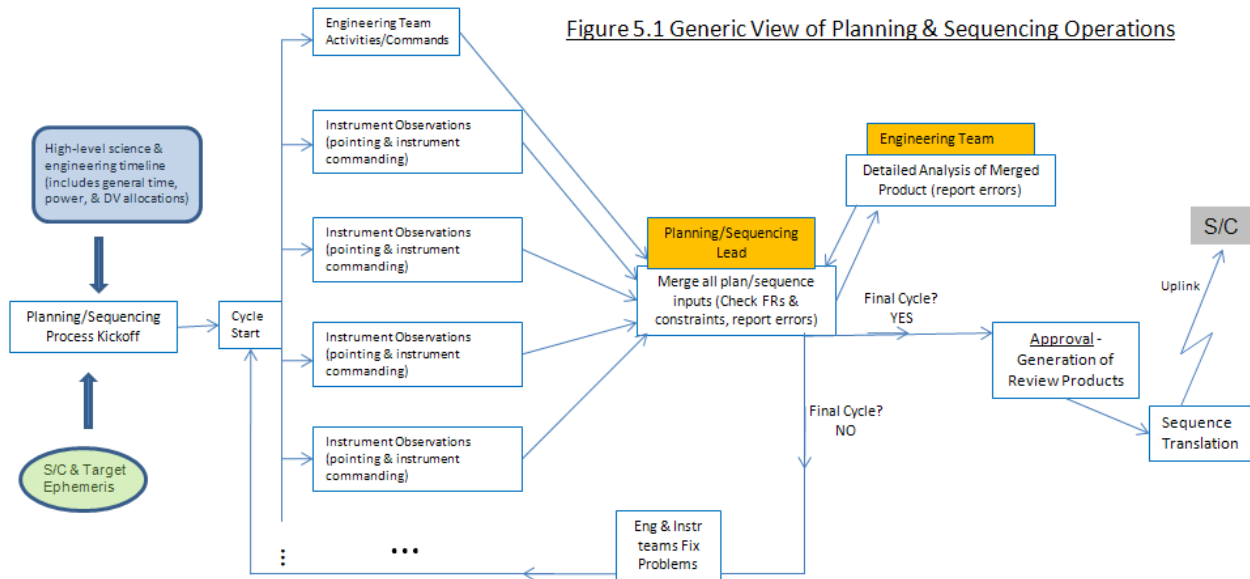 Figure 5.1 Generic View of Planning & Sequencing Operations
Engineering Team
Activities/Commands
Instrument Observations
(pointing & instrument
commanding)
Instrument Observations
(pointing & instrument
commanding)
Instrument Observations
(pointing & instrument
commanding)
Instrument Observations
(pointing & instrument
commanding)
High-level science &
engineering timeline
(includes general time,
power, & DV allocations)
Planning/Sequencing
Process Kickoff
S/C & Target
Ephemeris
Cycle
Start
Planning/Sequencing
Lead
Merge all plan/sequence
inputs (Check FRs &
constraints, report errors)
Engineering Team
Detailed Analysis of Merged
Product (report errors)
Final Cycle?
YES
Final Cycle?
NO
Approval -
Generation of
Review Products
Sequence
Translation
Uplink
S/C
Eng & Instr
teams Fix
Problems
...
...